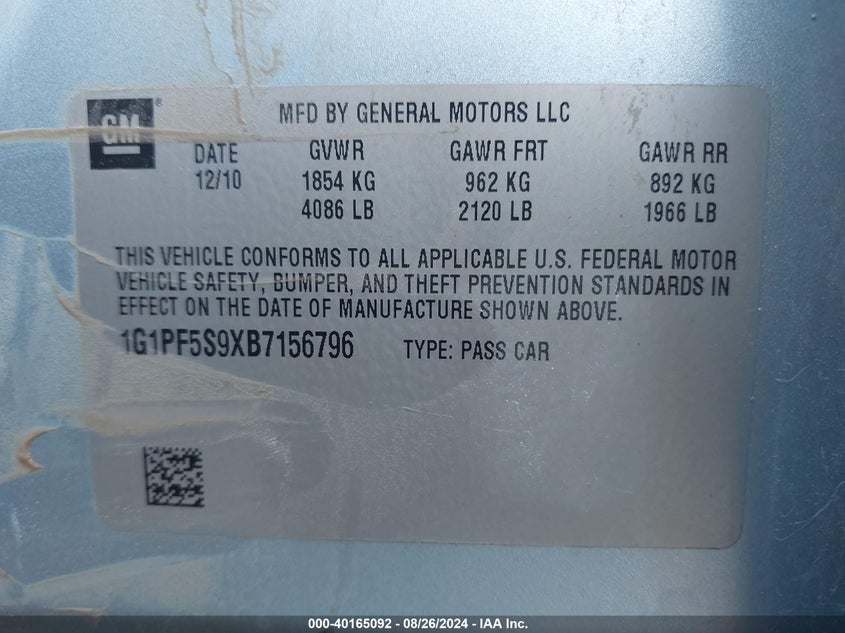 GM®
MFD BY GENERAL MOTORS LLC
DATE GVWR GAWR FRT GAWR RR
12/10 1854 KG 962 KG 892 KG
4086 LB 2120 LB 1966 LB
THIS VEHICLE CONFORMS TO ALL APPLICABLE U.S. FEDERAL MOTOR
VEHICLE SAFETY, BUMPER, AND THEFT PREVENTION STANDARDS IN
EFFECT ON THE DATE OF MANUFACTURE SHOWN ABOVE.
1G1PF5S9XB7156796 TYPE: PASS CAR
000-40165092 - 08/26/2024 - IAA Inc.